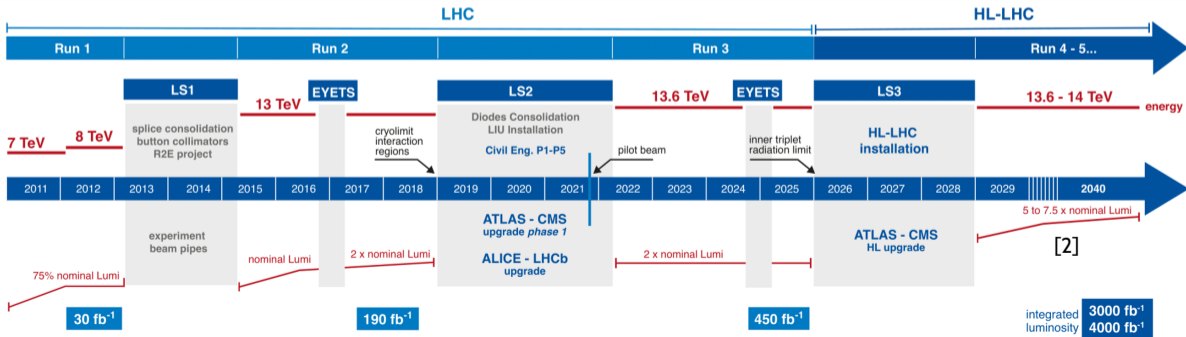 LHC
HL-LHC
Run 1
Run 2
Run 3
Run 4 - 5...
LS1
EYETS
LS2
EYETS
LS3
7 TeV
8 TeV
13 TeV
13.6 TeV
13.6 - 14 TeV
energy
splice consolidation
button collimators
R2E project
cryolimit
interaction
regions
Diodes Consolidation
LIU Installation
Civil Eng. P1-P5
pilot beam
inner triplet
radiation limit
HL-LHC
installation
2011 2012 2013 2014 2015 2016 2017 2018 2019 2020 2021 2022 2023 2024 2025 2026 2027 2028 2029 2040
experiment
beam pipes
ATLAS - CMS
upgrade phase 1
ALICE - LHCb
upgrade
ATLAS - CMS
HL upgrade
5 to 7.5 x nominal Lumi
[2]
75% nominal Lumi
nominal Lumi
2 x nominal Lumi
2 x nominal Lumi
30 fb⁻¹
190 fb⁻¹
450 fb⁻¹
integrated
luminosity
3000 fb⁻¹
4000 fb⁻¹